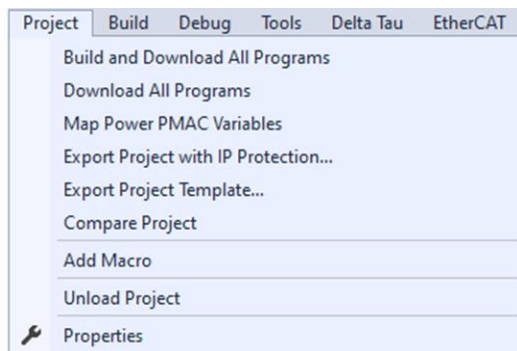 Project Build Debug Tools Delta Tau EtherCAT
Build and Download All Programs
Download All Programs
Map Power PMAC Variables
Export Project with IP Protection...
Export Project Template...
Compare Project
Add Macro
Unload Project
Properties